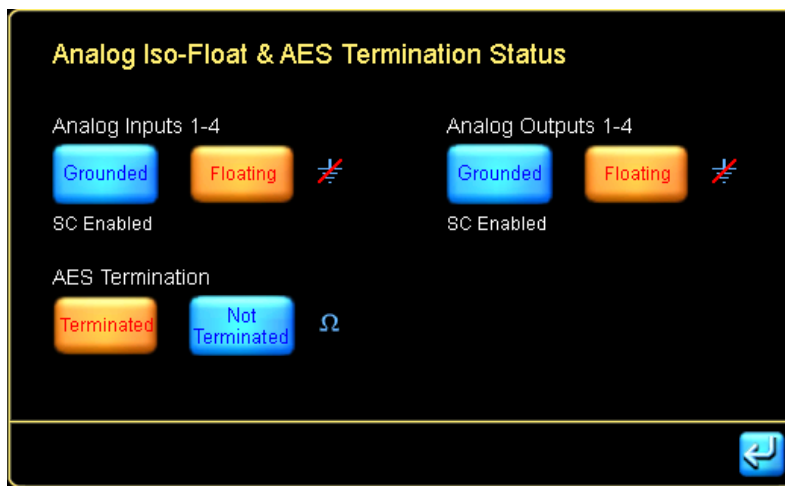 Analog Iso-Float & AES Termination Status
Analog Inputs 1-4
Grounded
Floating
SC Enabled
Analog Outputs 1-4
Grounded
Floating
SC Enabled
AES Termination
Terminated
Not
Terminated
Ω